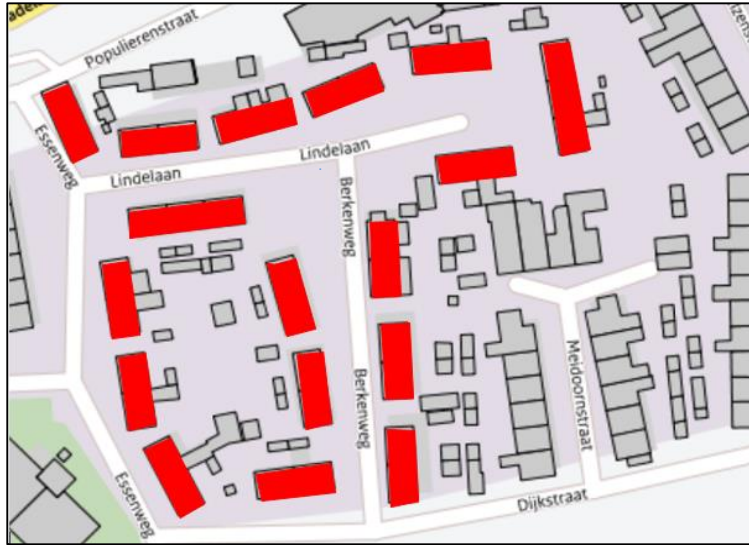 Populierenstraat
Essenweg
Lindelaan
Lindelaan
Berkenweg
Berkenweg
Meidoornstraat
Essenweg
Dijkstraat